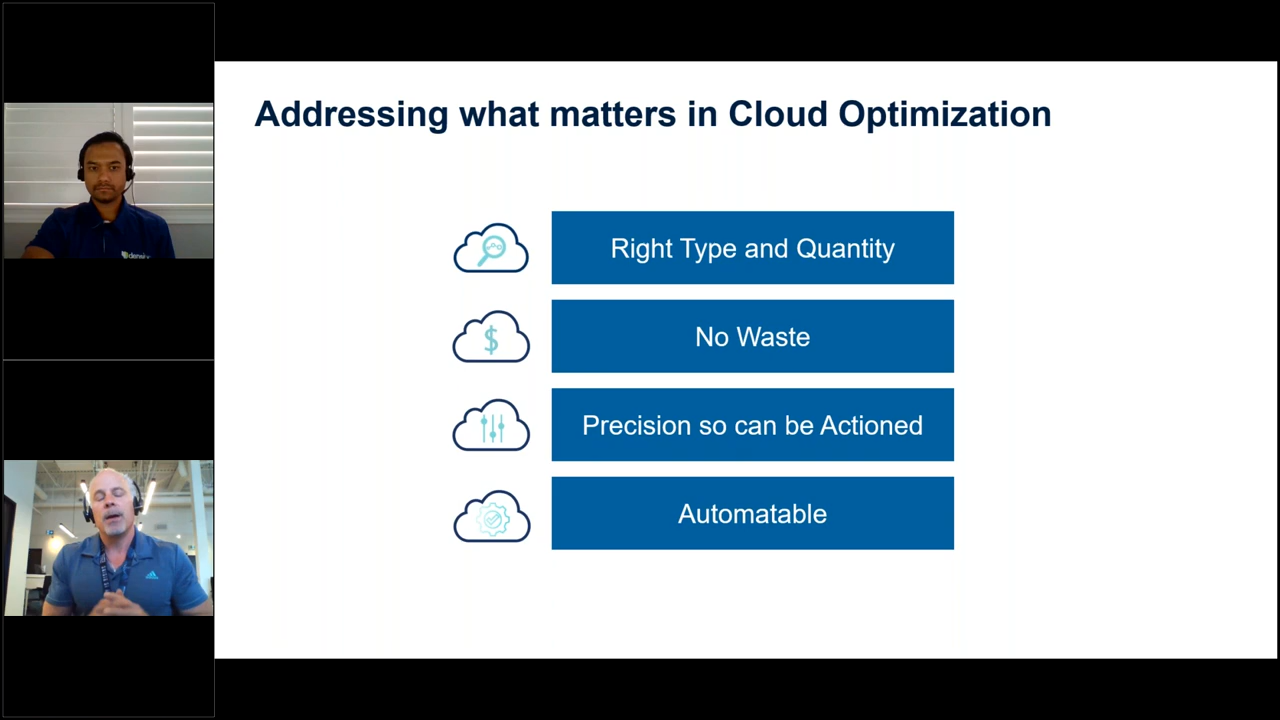 Addressing what matters in Cloud Optimization
Right Type and Quantity
$
No Waste
Precision so can be Actioned
Automatable